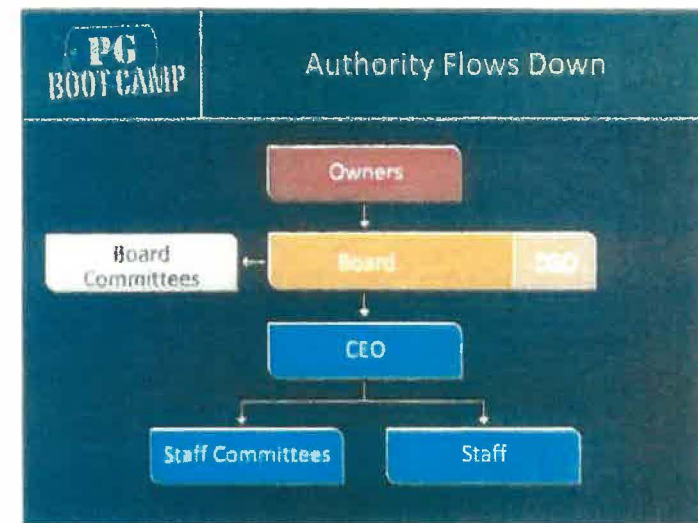 PG
BOOT CAMP
Authority Flows Down
Owners
Board
Committees
Board
CEO
Staff Committees
Staff